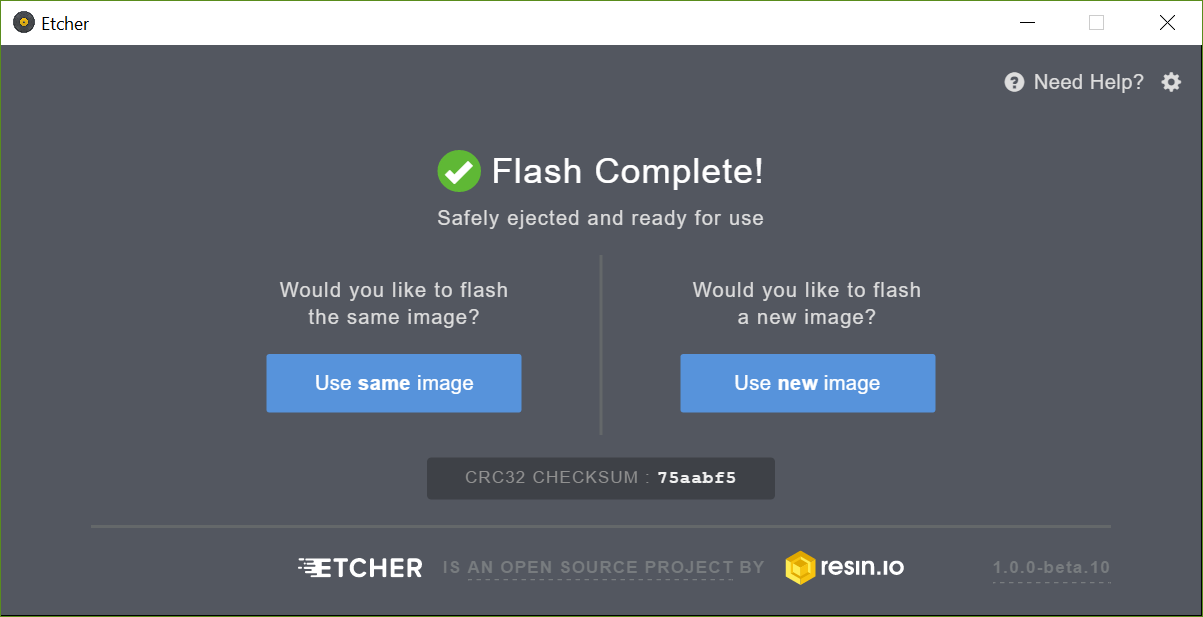 Etcher
Need Help?
Flash Complete!
Safely ejected and ready for use
Would you like to flash
the same image?
Use same image
Would you like to flash
a new image?
Use new image
CRC32 CHECKSUM : 75aabf5
ETCHER IS AN OPEN SOURCE PROJECT BY resin.io 1.0.0-beta.10